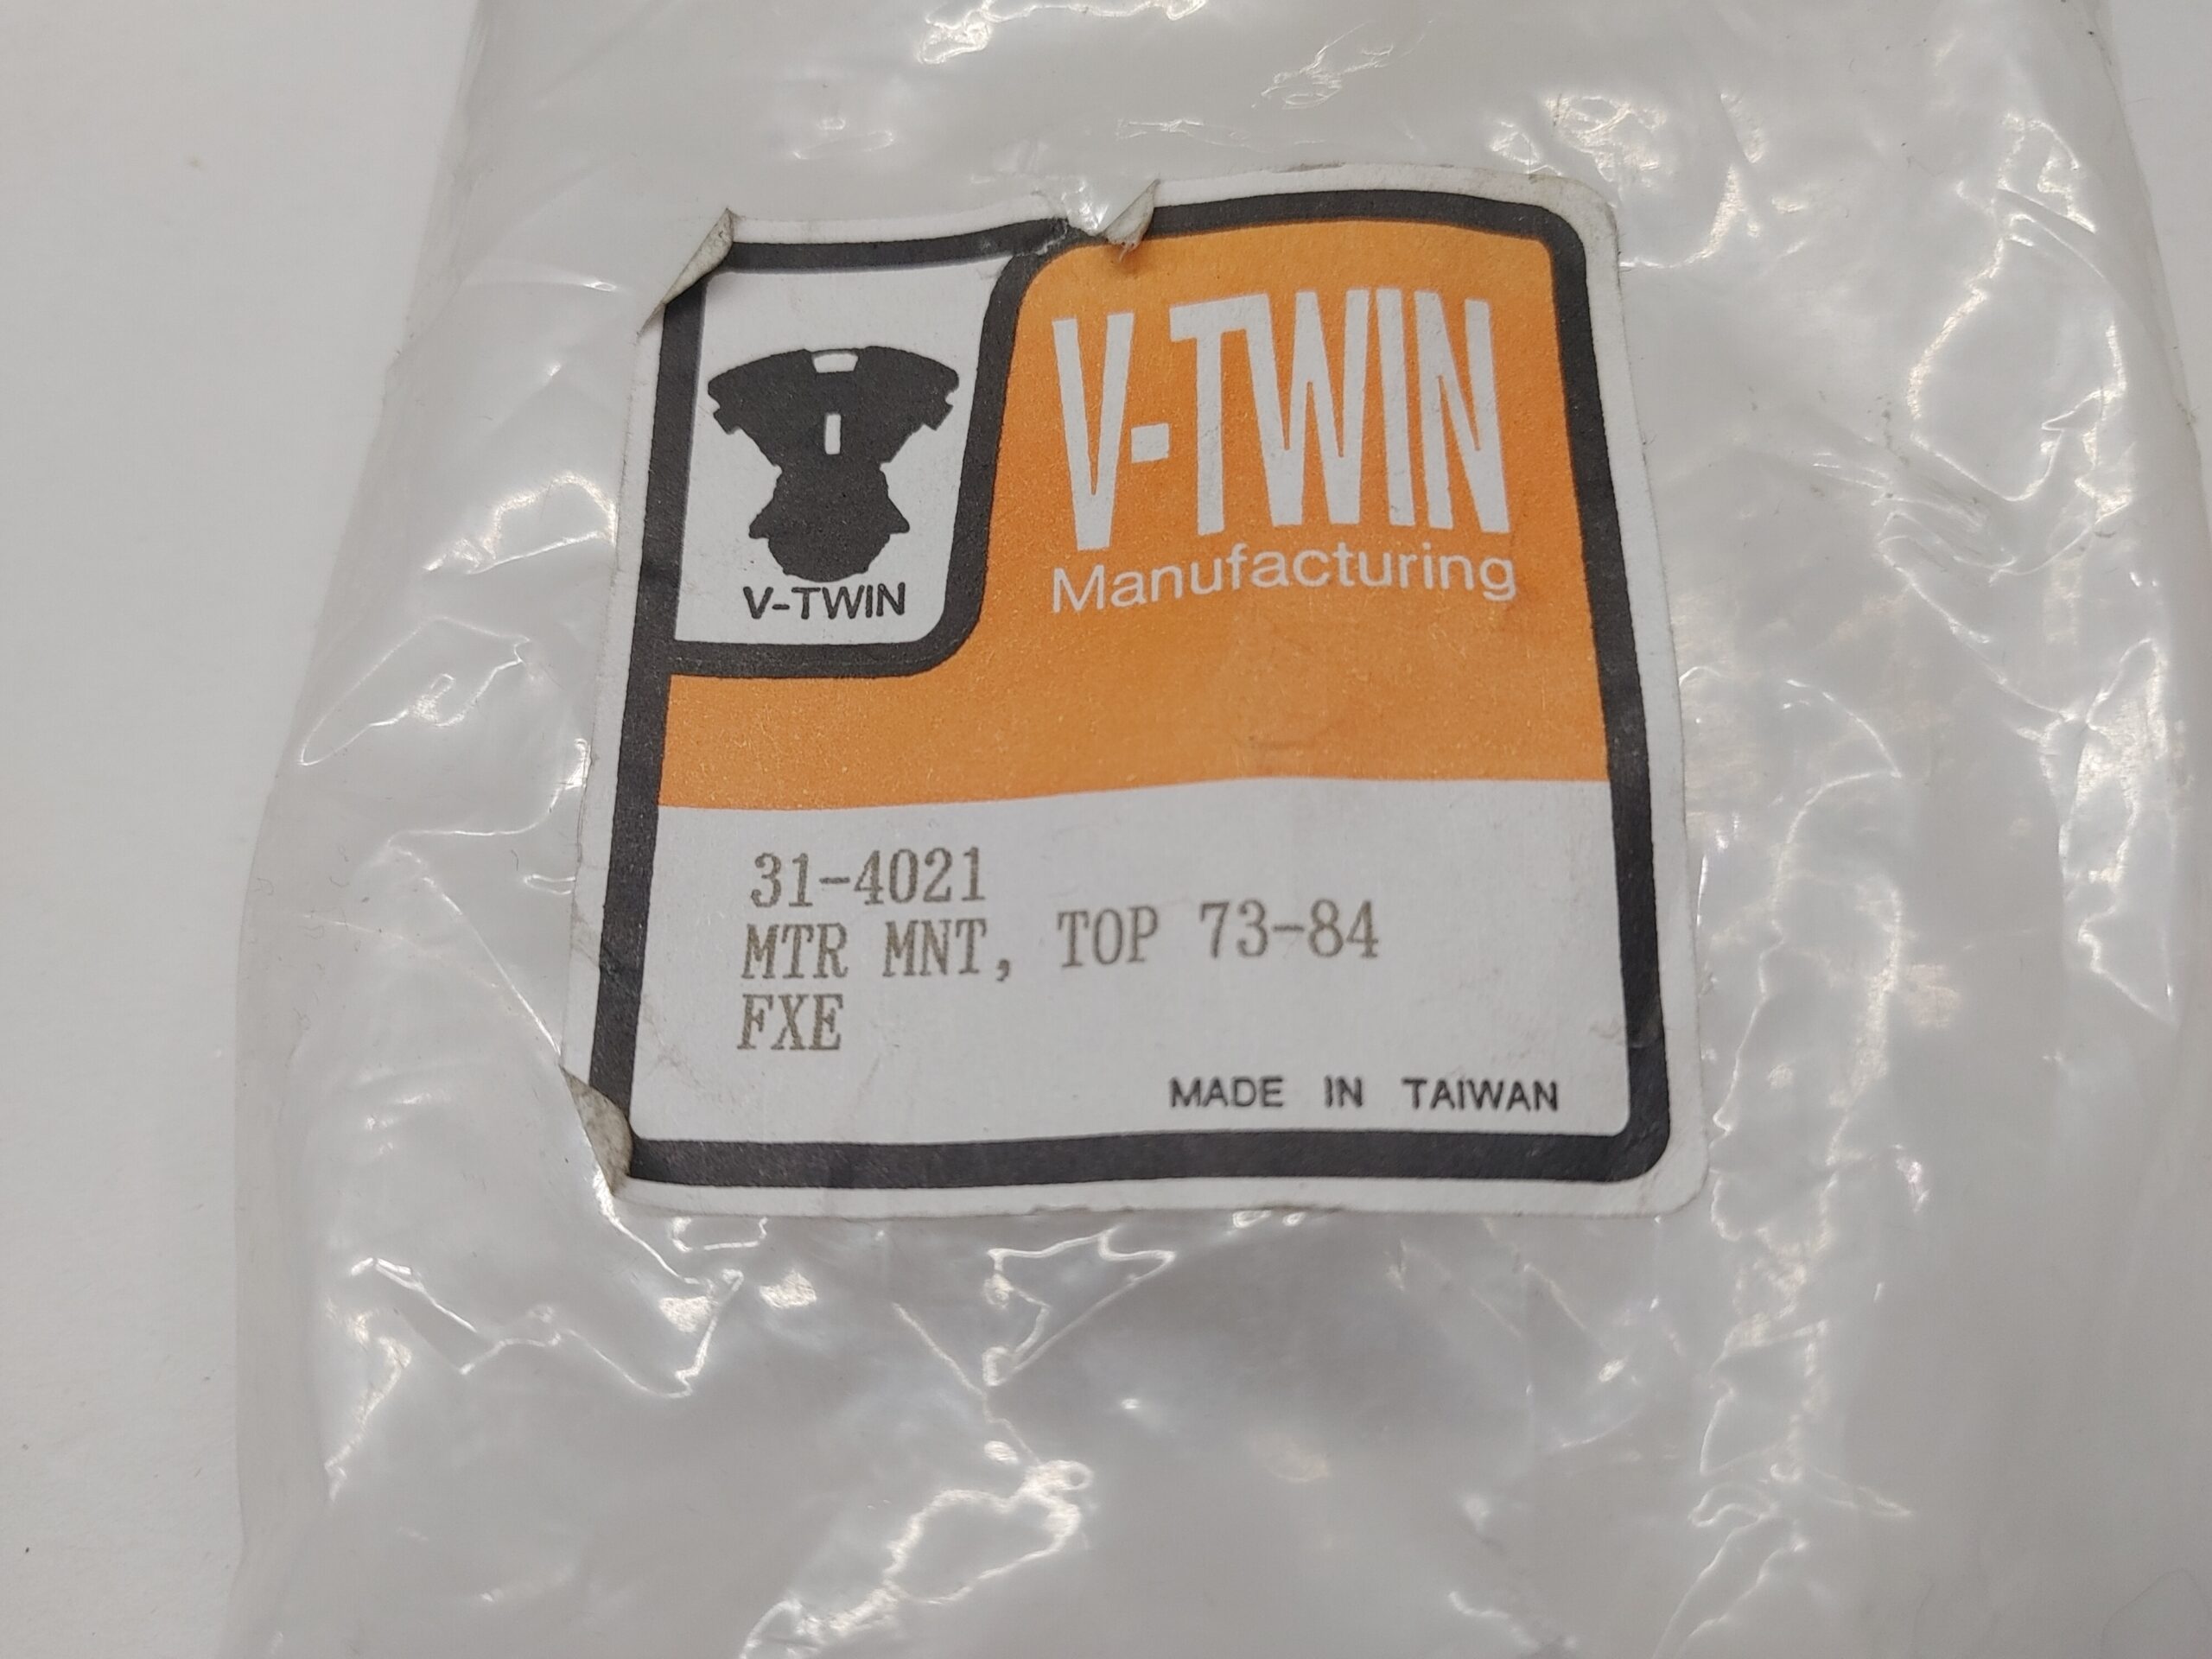 V-TWIN
V-TWIN
Manufacturing
31-4021
MTR MNT, TOP 73-84
FXE
MADE IN TAIWAN